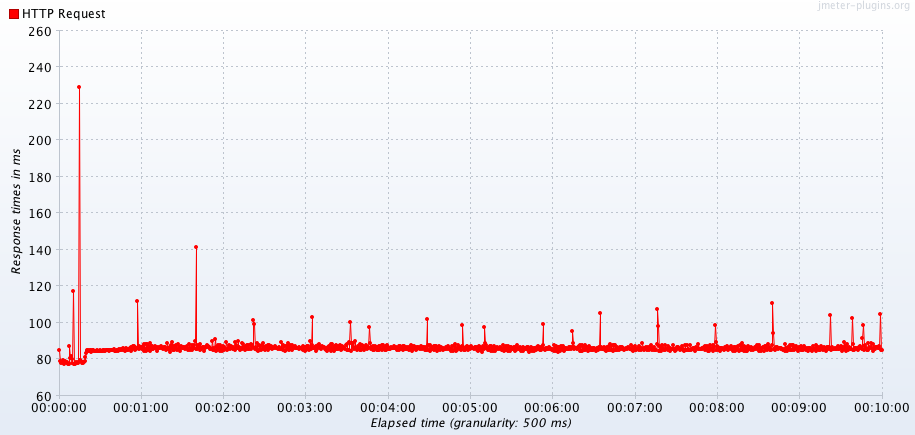 jmeter-plugins.org
HTTP Request
260
240
220
200
180
160
140
120
100
80
60
Response times in ms
00:00:00 00:01:00 00:02:00 00:03:00 00:04:00 00:05:00 00:06:00 00:07:00 00:08:00 00:09:00 00:10:00
Elapsed time (granularity: 500 ms)